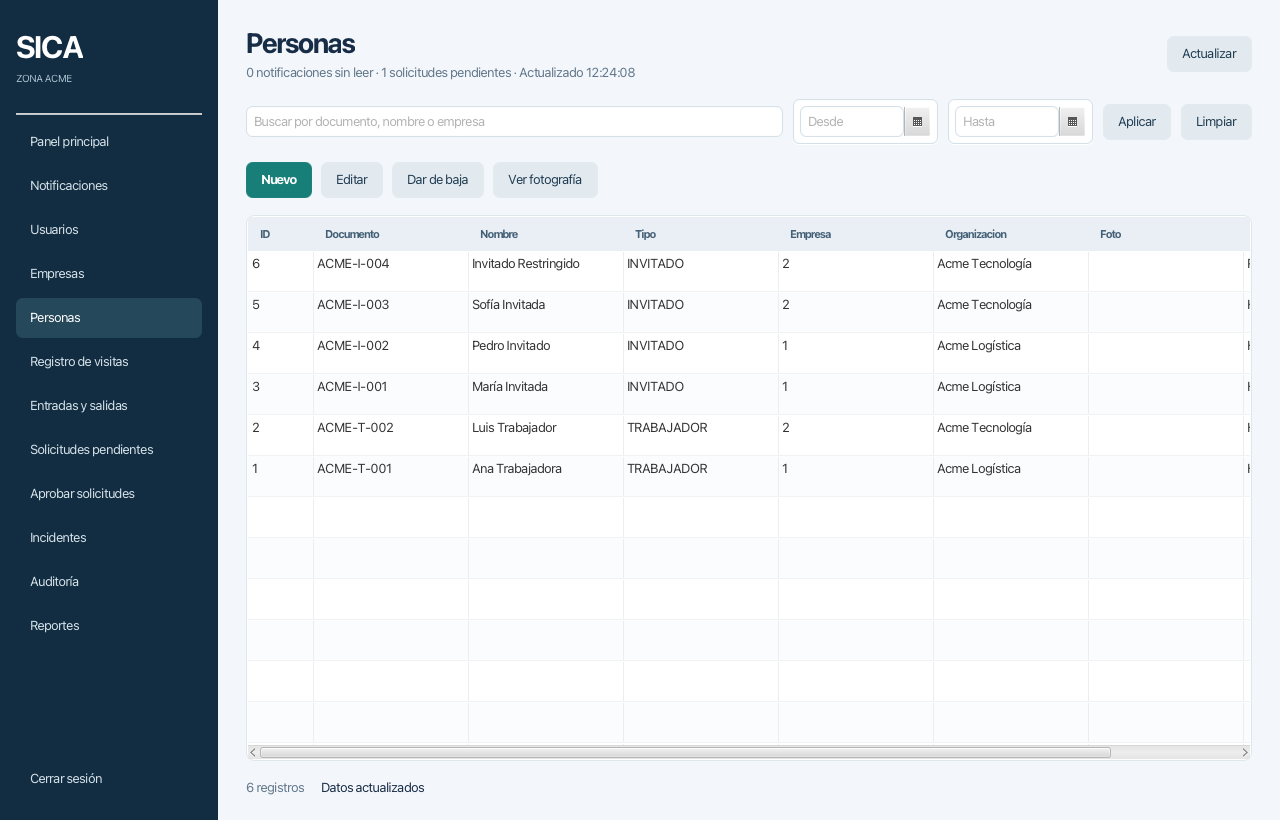 SICA
ZONA ACME
Panel principal
Notificaciones
Usuarios
Empresas
Personas
Registro de visitas
Entradas y salidas
Solicitudes pendientes
Aprobar solicitudes
Incidentes
Auditoría
Reportes
Cerrar sesión
Personas
0 notificaciones sin leer · 1 solicitudes pendientes · Actualizado 12:24:08
Actualizar
Buscar por documento, nombre o empresa
Desde
Hasta
Aplicar
Limpiar
Nuevo
Editar
Dar de baja
Ver fotografía
ID Documento Nombre Tipo Empresa Organizacion Foto
6 ACME-I-004 Invitado Restringido INVITADO 2 Acme Tecnología
5 ACME-I-003 Sofía Invitada INVITADO 2 Acme Tecnología
4 ACME-I-002 Pedro Invitado INVITADO 1 Acme Logística
3 ACME-I-001 María Invitada INVITADO 1 Acme Logística
2 ACME-T-002 Luis Trabajador TRABAJADOR 2 Acme Tecnología
1 ACME-T-001 Ana Trabajadora TRABAJADOR 1 Acme Logística
6 registros Datos actualizados